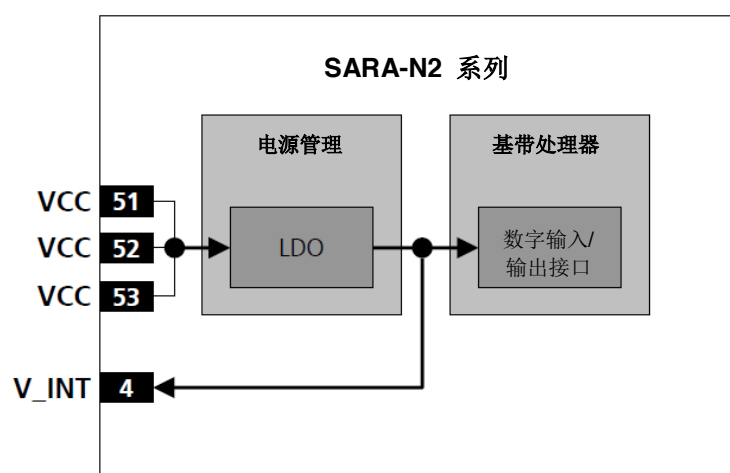 SARA-N2 系列
电源管理
基带处理器
VCC 51
VCC 52
VCC 53
LDO
数字输入/
输出接口
V_INT 4